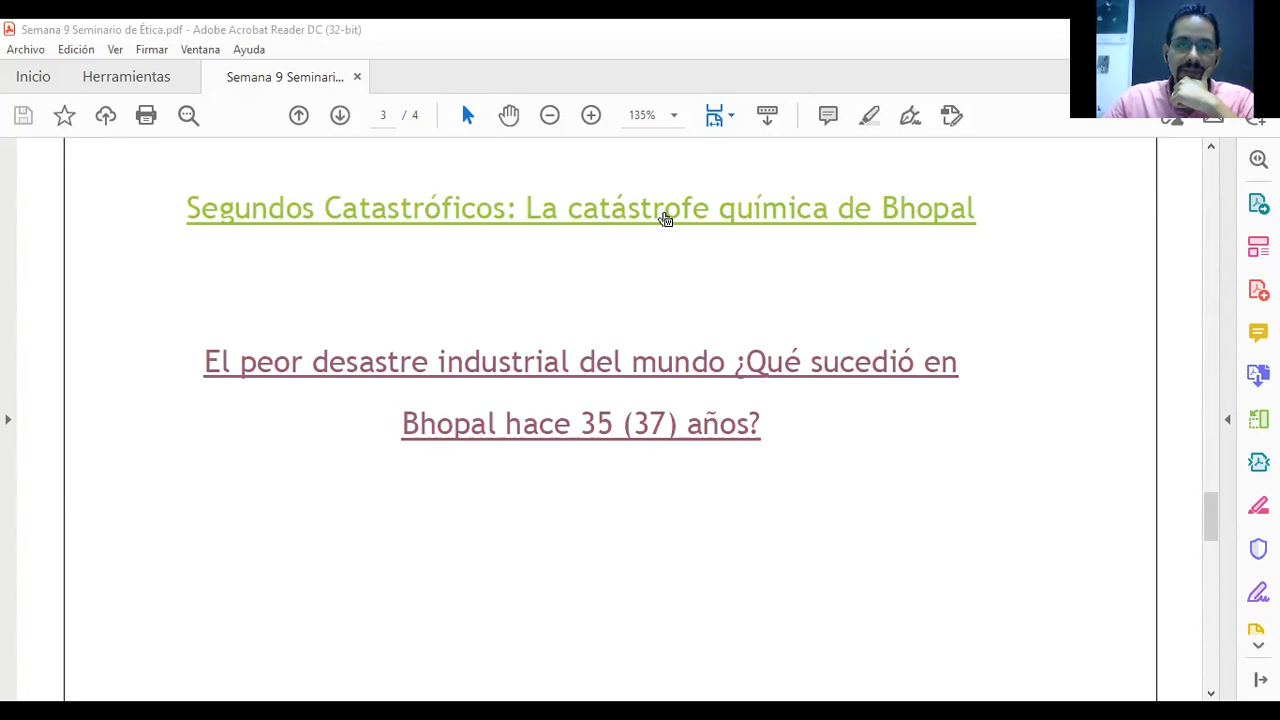 Semana 9 Seminario de Ética.pdf - Adobe Acrobat Reader DC (32-bit)
Archivo Edición Ver Firmar Ventana Ayuda
Inicio Herramientas Semana 9 Seminari... ×
3 / 4 135%
Segundos Catastróficos: La catástrofe química de Bhopal
El peor desastre industrial del mundo ¿Qué sucedió en
Bhopal hace 35 (37) años?